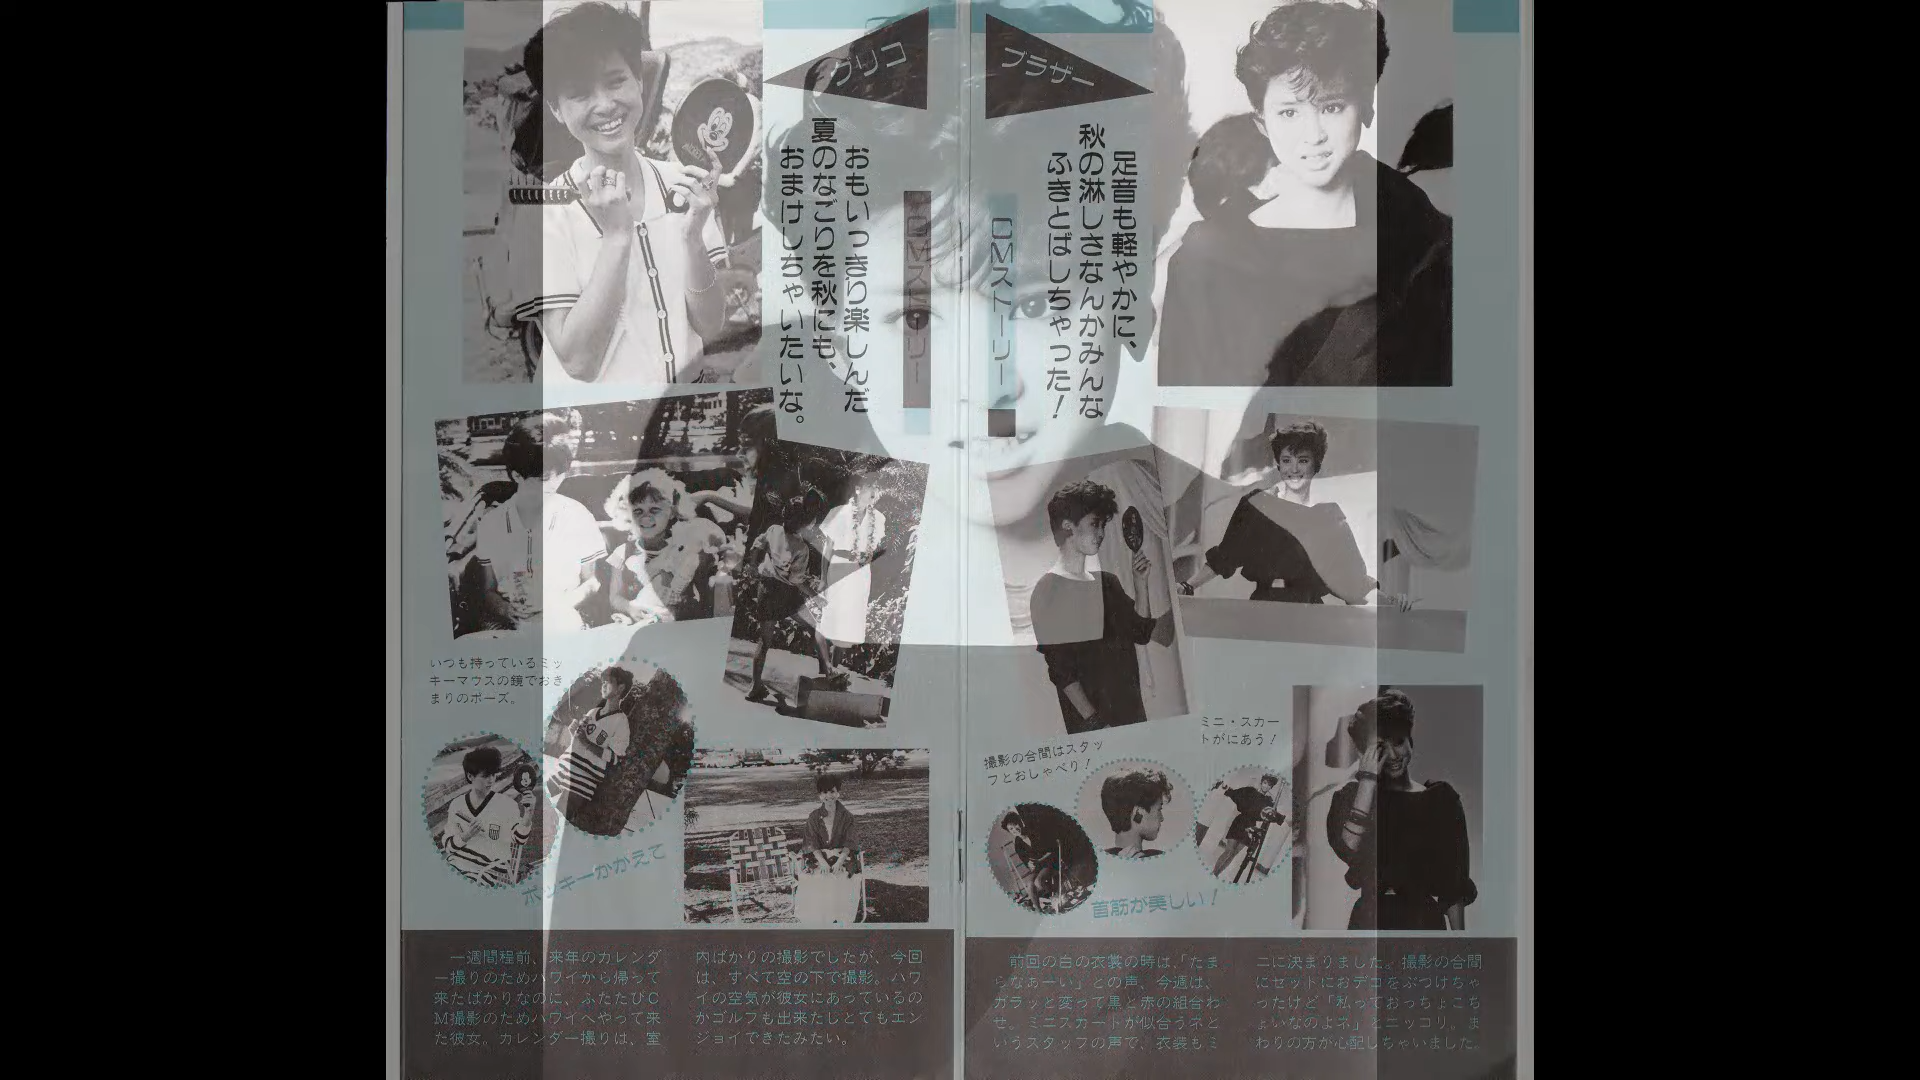 グリコ
CMストーリー
おもいっきり楽しんだ
夏のなごりを秋にも、
おまけしちゃいたいな。
いつも持っているミッ
キーマウスの鏡でおき
まりのポーズ。
ポッキーかかえて
一週間程前、来年のカレンダ
ー撮りのためハワイから帰って
来たばかりなのに、ふたたびC
M撮影のためハワイへやって来
た彼女。カレンダー撮りは、室
内ばかりの撮影でしたが、今回
は、すべて空の下で撮影。ハワ
イの空気が彼女にあっているの
かゴルフも出来たしとてもエン
ジョイできたみたい。
ブラザー
CMストーリー
足音も軽やかに、
秋の淋しさなんかみんな
ふきとばしちゃった!
撮影の合間はスタッ
フとおしゃべり!
ミニ・スカー
トがにあう!
首筋が美しい!
前回の白の衣裳の時は、「たま
らなあーい」との声、今週は、
ガラッと変って黒と赤の組合わ
せ。ミニスカートが似合うネと
いうスタッフの声で、衣裳もミ
ニに決まりました。撮影の合間
にセットにおデコをぶつけちゃ
ったけど「私っておっちょこち
ょいなのよネ」とニッコリ。ま
わりの方が心配しちゃいました。